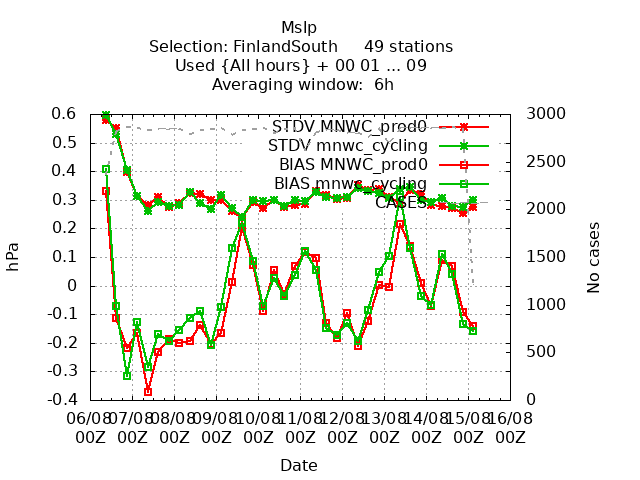 Mslp
Selection: FinlandSouth 49 stations
Used {All hours} + 00 01 ... 09
Averaging window: 6h
STDV MNWC_prod0
STDV mnwc_cycling
BIAS MNWC_prod0
BIAS mnwc_cycling
CASES
0.6
0.5
0.4
0.3
0.2
0.1
0
-0.1
-0.2
-0.3
-0.4
hPa
3000
2500
2000
1500
1000
500
0
No cases
06/08 07/08 08/08 09/08 10/08 11/08 12/08 13/08 14/08 15/08 16/08
00Z 00Z 00Z 00Z 00Z 00Z 00Z 00Z 00Z 00Z 00Z
Date